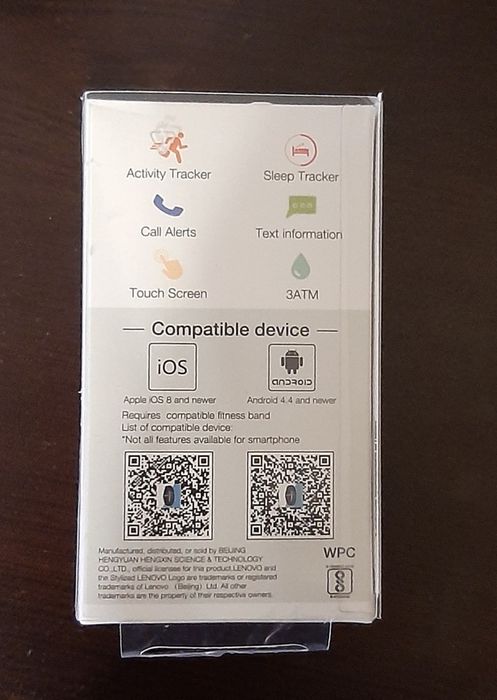 Activity Tracker
Sleep Tracker
Call Alerts
Text information
Touch Screen
3ATM
Compatible device
iOS
ANDROID
Apple iOS 8 and newer
Android 4.4 and newer
Requires compatible fitness band
List of compatible device:
*Not all features available for smartphone
Manufactured, distributed, or sold by BEIJING
HENGYUAN HENGXIN SCIENCE & TECHNOLOGY
CO.,LTD., official licensee for this product.LENOVO and
the Stylized LENOVO Logo are trademarks or registered
trademarks of Lenovo (Beijing) Ltd. All other
trademarks are the property of their respective owners.
WPC